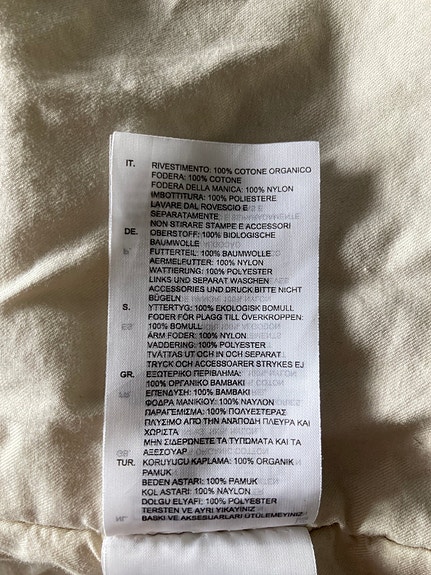 IT. RIVESTIMENTO: 100% COTONE ORGANICO
FODERA: 100% COTONE
FODERA DELLA MANICA: 100% NYLON
IMBOTTITURA: 100% POLIESTERE
LAVARE DAL ROVESCIO E
SEPARATAMENTE
NON STIRARE STAMPE E ACCESSORI
DE. OBERSTOFF: 100% BIOLOGISCHE
BAUMWOLLE
FUTTERTEIL: 100% BAUMWOLLE
AERMELFUTTER: 100% NYLON
WATTIERUNG: 100% POLYESTER
LINKS UND SEPARAT WASCHEN
ACCESSORIES UND DRUCK BITTE NICHT
BÜGELN
S. YTTERTYG: 100% EKOLOGISK BOMULL
FODER FÖR PLAGG TILL ÖVERKROPPEN:
100% BOMULL
ÄRM FODER: 100% NYLON
VADDERING: 100% POLYESTER
TVÄTTAS UT OCH IN OCH SEPARAT
TRYCK OCH ACCESSOARER STRYKES EJ
GR. ΕΞΩΤΕΡΙΚΟ ΠΕΡΙΒΛΗΜΑ:
100% ΟΡΓΑΝΙΚΟ ΒΑΜΒΑΚΙ
ΕΠΕΝΔΥΣΗ: 100% ΒΑΜΒΑΚΙ
ΦΟΔΡΑ ΜΑΝΙΚΙΟΥ: 100% ΝΑΥΛΟΝ
ΠΑΡΑΓΕΜΙΣΜΑ: 100% ΠΟΛΥΕΣΤΕΡΑΣ
ΠΛΥΣΙΜΟ ΑΠΟ ΤΗΝ ΑΝΑΠΟΔΗ ΠΛΕΥΡΑ ΚΑΙ
ΧΩΡΙΣΤΑ
ΜΗΝ ΣΙΔΕΡΩΝΕΤΕ ΤΑ ΤΥΠΩΜΑΤΑ ΚΑΙ ΤΑ
ΑΞΕΣΟΥΑΡ
TUR. KORUYUCU KAPLAMA: 100% ORGANIK
PAMUK
BEDEN ASTARI: 100% PAMUK
KOL ASTARI: 100% NAYLON
DOLGU ELYAFI: 100% POLYESTER
TERSTEN VE AYRI YIKAYINIZ
BASKI VE AKSESUARLARI ÜTÜLEMEYINIZ